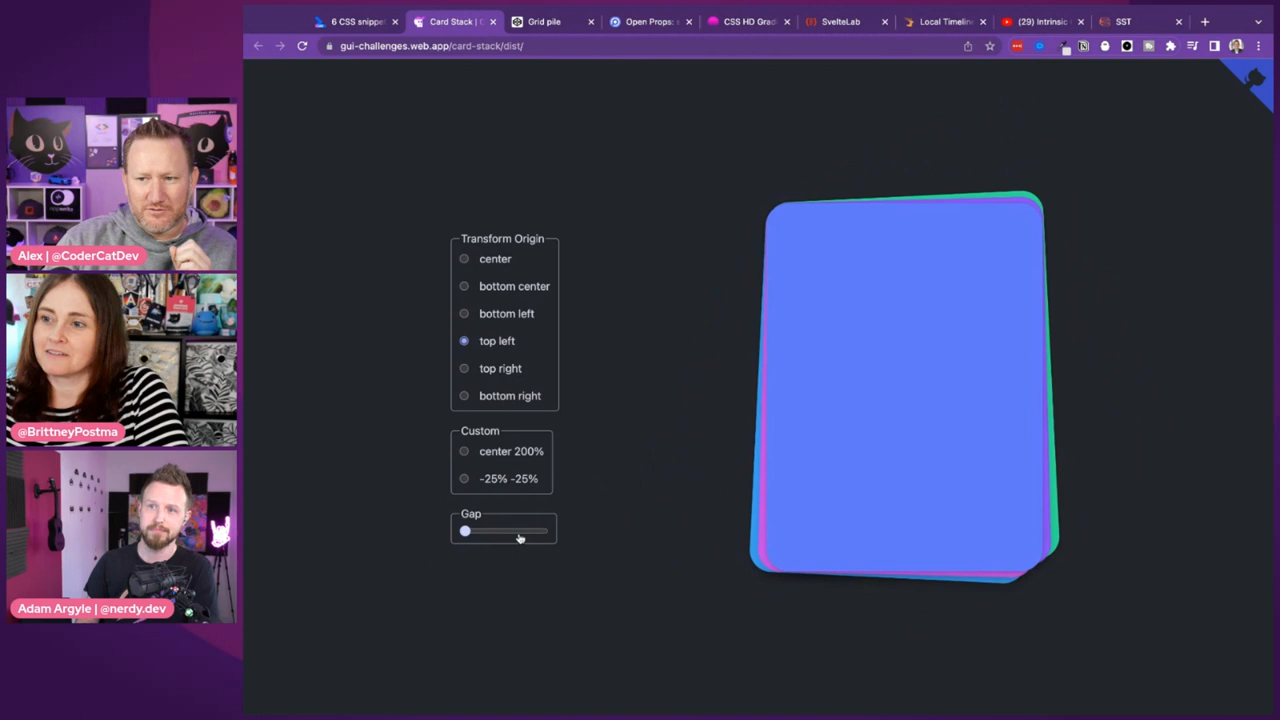 6 CSS snippe
Card Stack | C
Grid pile
Open Props: s
CSS HD Grad
SvelteLab
Local Timeline
(29) Intrinsic
SST
gui-challenges.web.app/card-stack/dist/
Alex | @CoderCatDev
@BrittneyPostma
Adam Argyle | @nerdy.dev
Transform Origin
center
bottom center
bottom left
top left
top right
bottom right
Custom
center 200%
-25% -25%
Gap